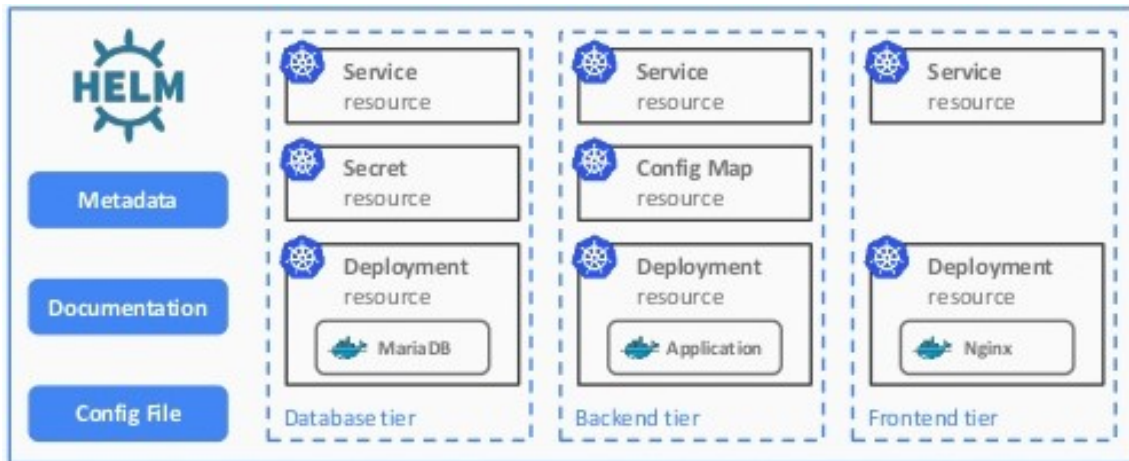 HELM
Metadata
Documentation
Config File
Service
resource
Secret
resource
Deployment
resource
MariaDB
Database tier
Service
resource
Config Map
resource
Deployment
resource
Application
Backend tier
Service
resource
Deployment
resource
Nginx
Frontend tier